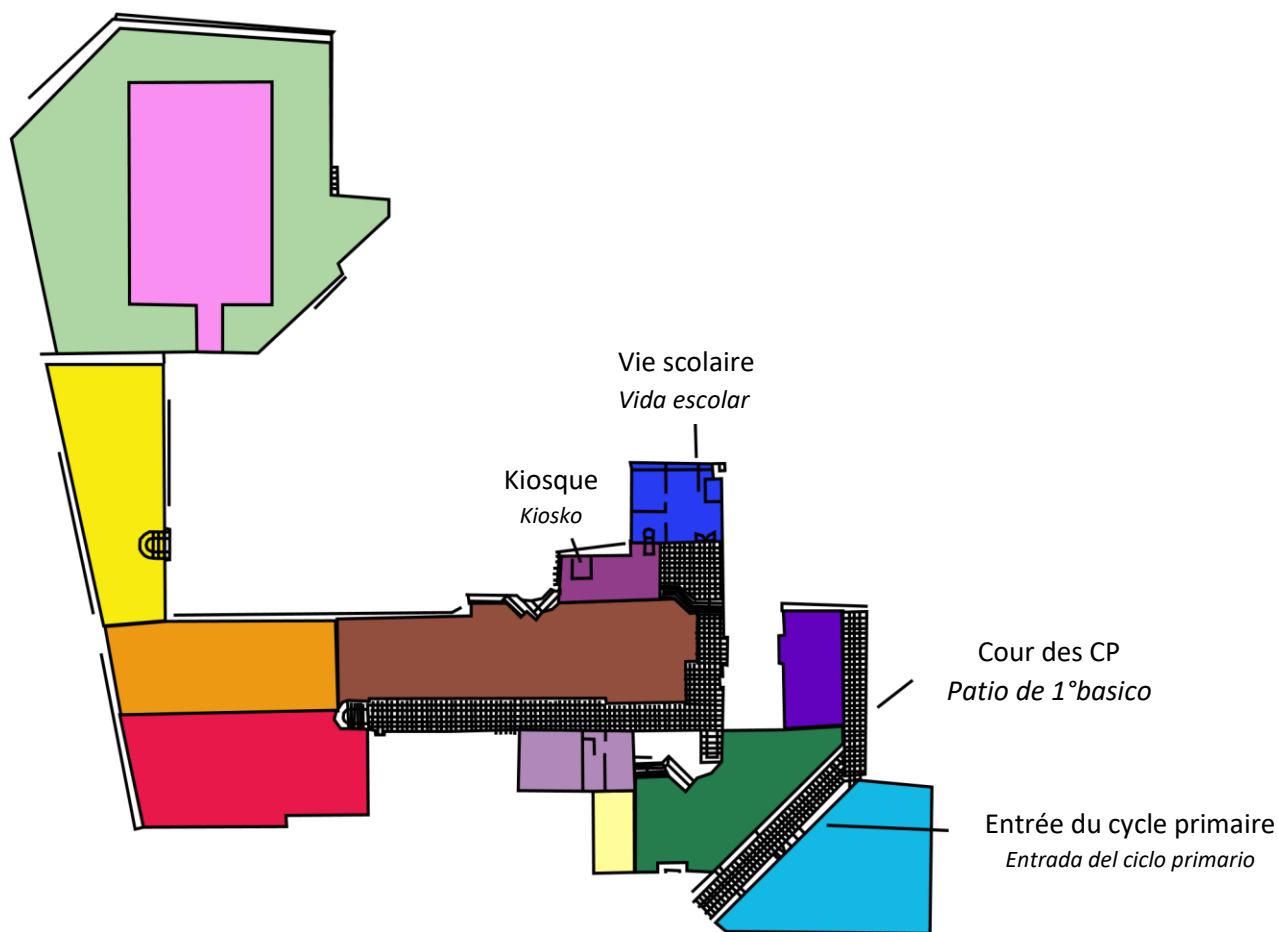 Vie scolaire
Vida escolar
Kiosque
Kiosko
Cour des CP
Patio de 1°basico
Entrée du cycle primaire
Entrada del ciclo primario